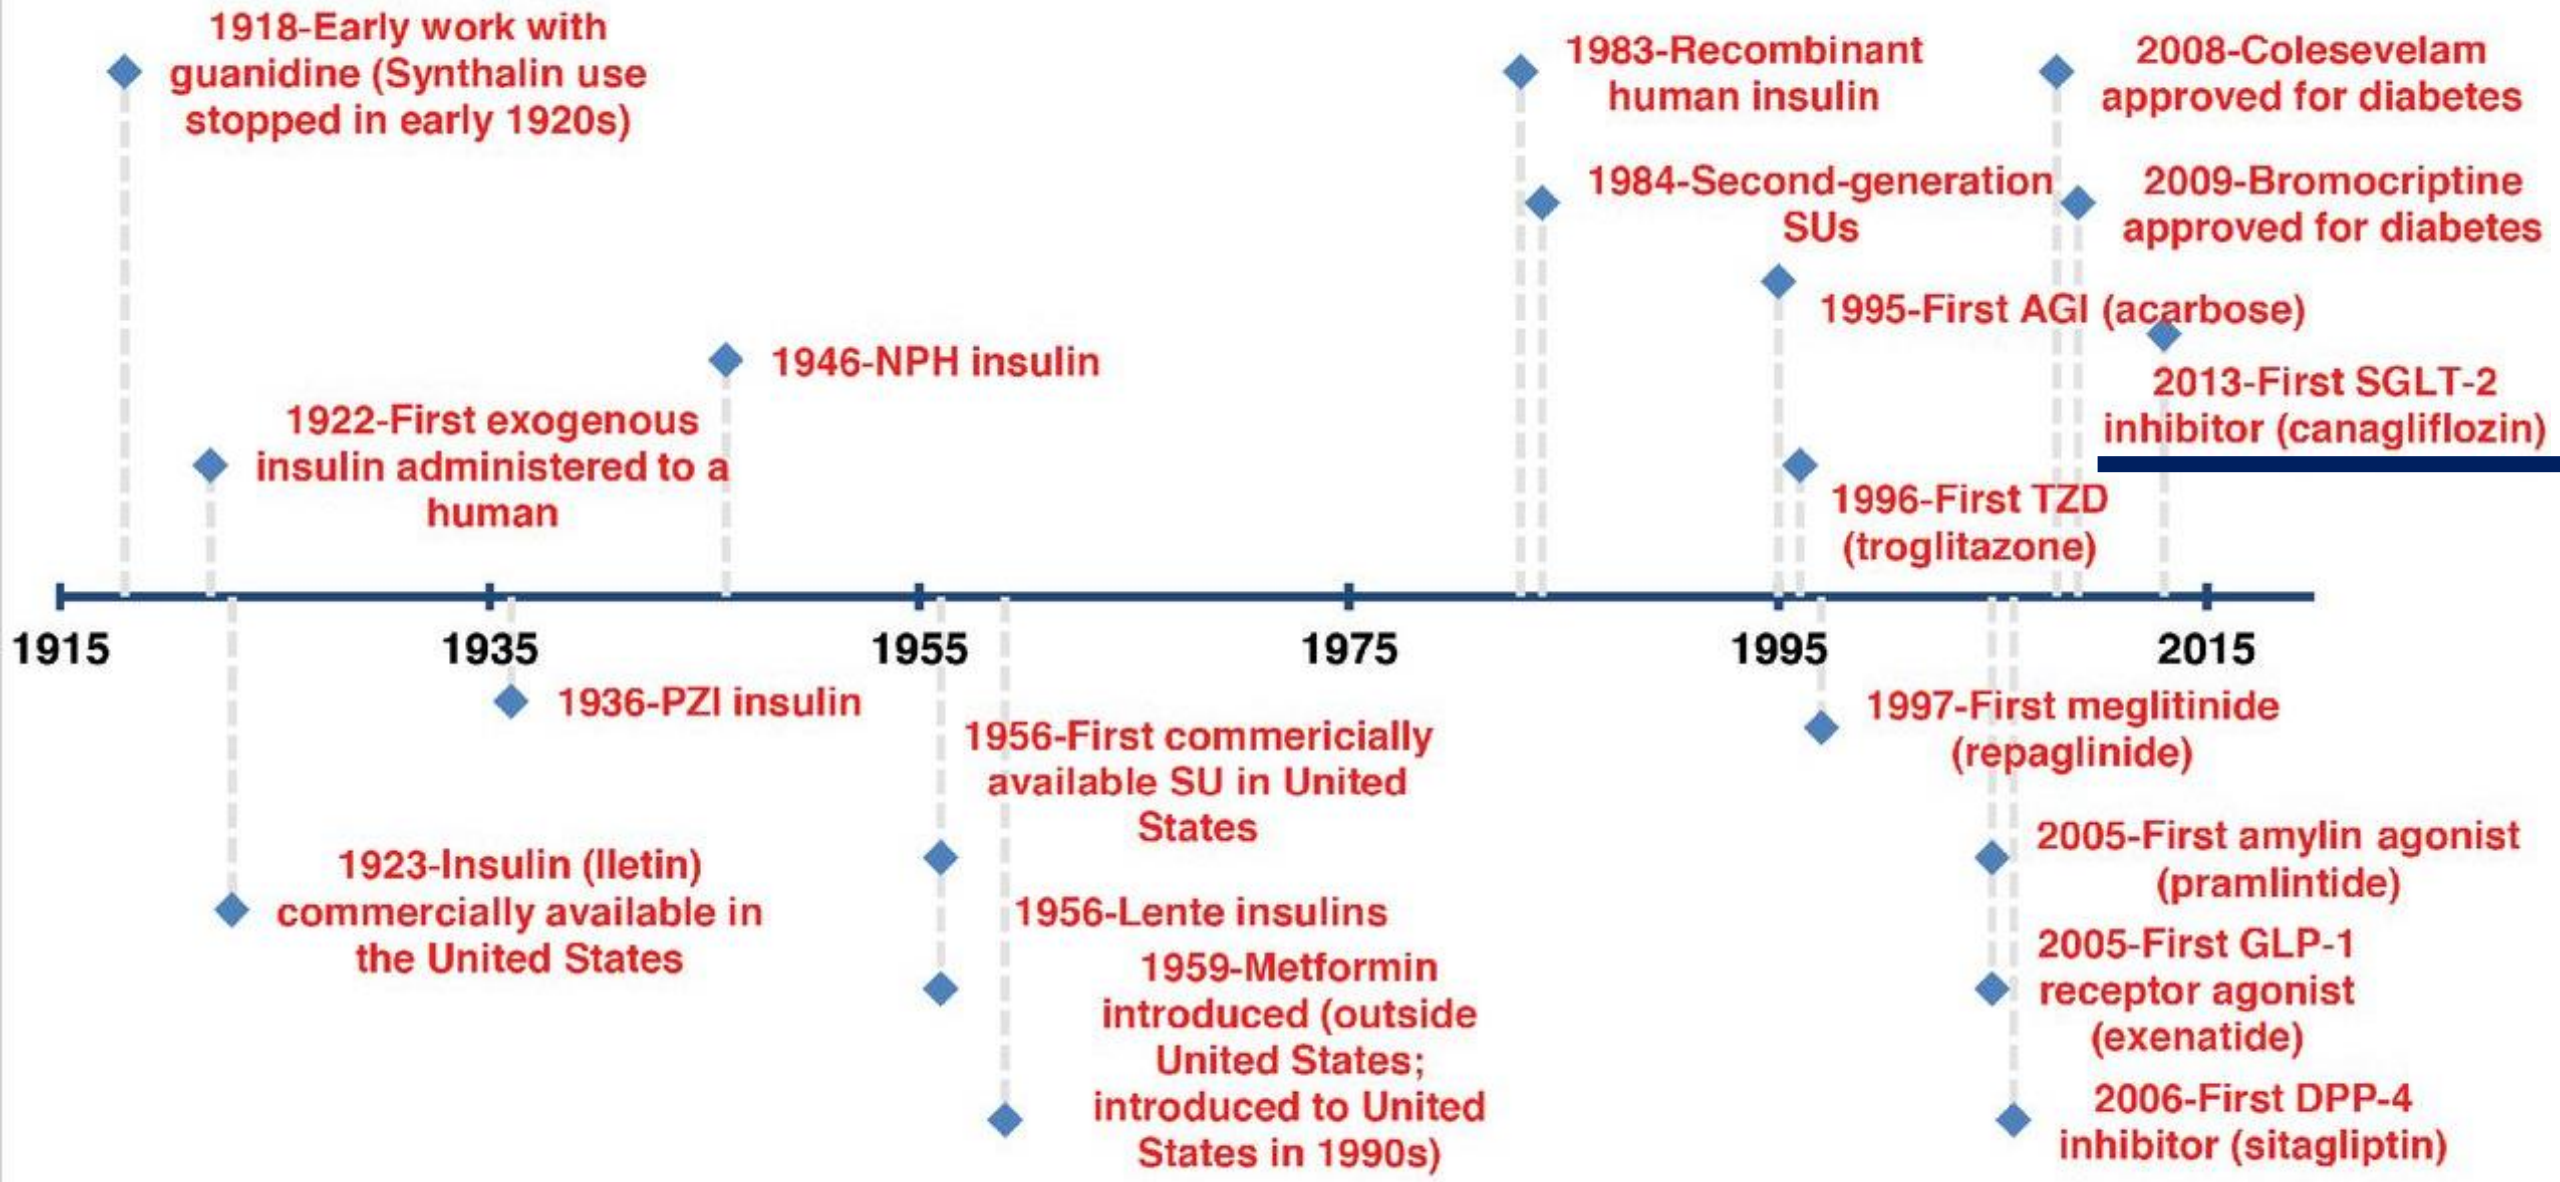 1918-Early work with
guanidine (Synthalin use
stopped in early 1920s)
1983-Recombinant
human insulin
2008-Colesevelam
approved for diabetes
1984-Second-generation
SUs
2009-Bromocriptine
approved for diabetes
1995-First AGI (acarbose)
1946-NPH insulin
2013-First SGLT-2
inhibitor (canagliflozin)
1922-First exogenous
insulin administered to a
human
1996-First TZD
(troglitazone)
1915
1935
1955
1975
1995
2015
1936-PZI insulin
1997-First meglitinide
(repaglinide)
1956-First commericially
available SU in United
States
1923-Insulin (Iletin)
commercially available in
the United States
2005-First amylin agonist
(pramlintide)
1956-Lente insulins
2005-First GLP-1
receptor agonist
(exenatide)
1959-Metformin
introduced (outside
United States;
introduced to United
States in 1990s)
2006-First DPP-4
inhibitor (sitagliptin)